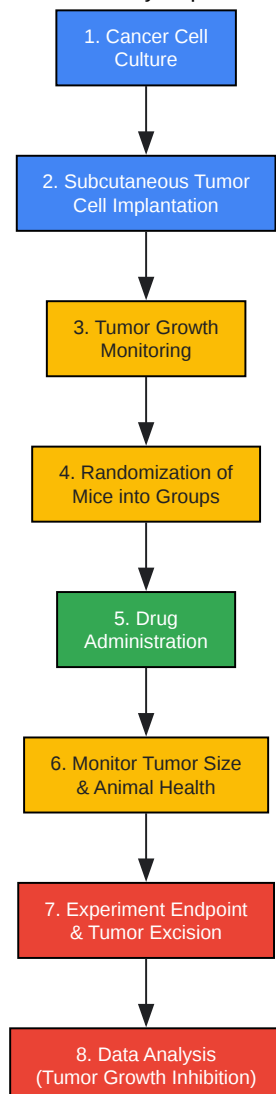 1. Cancer Cell
Culture
2. Subcutaneous Tumor
Cell Implantation
3. Tumor Growth
Monitoring
4. Randomization of
Mice into Groups
5. Drug
Administration
6. Monitor Tumor Size
& Animal Health
7. Experiment Endpoint
& Tumor Excision
8. Data Analysis
(Tumor Growth Inhibition)